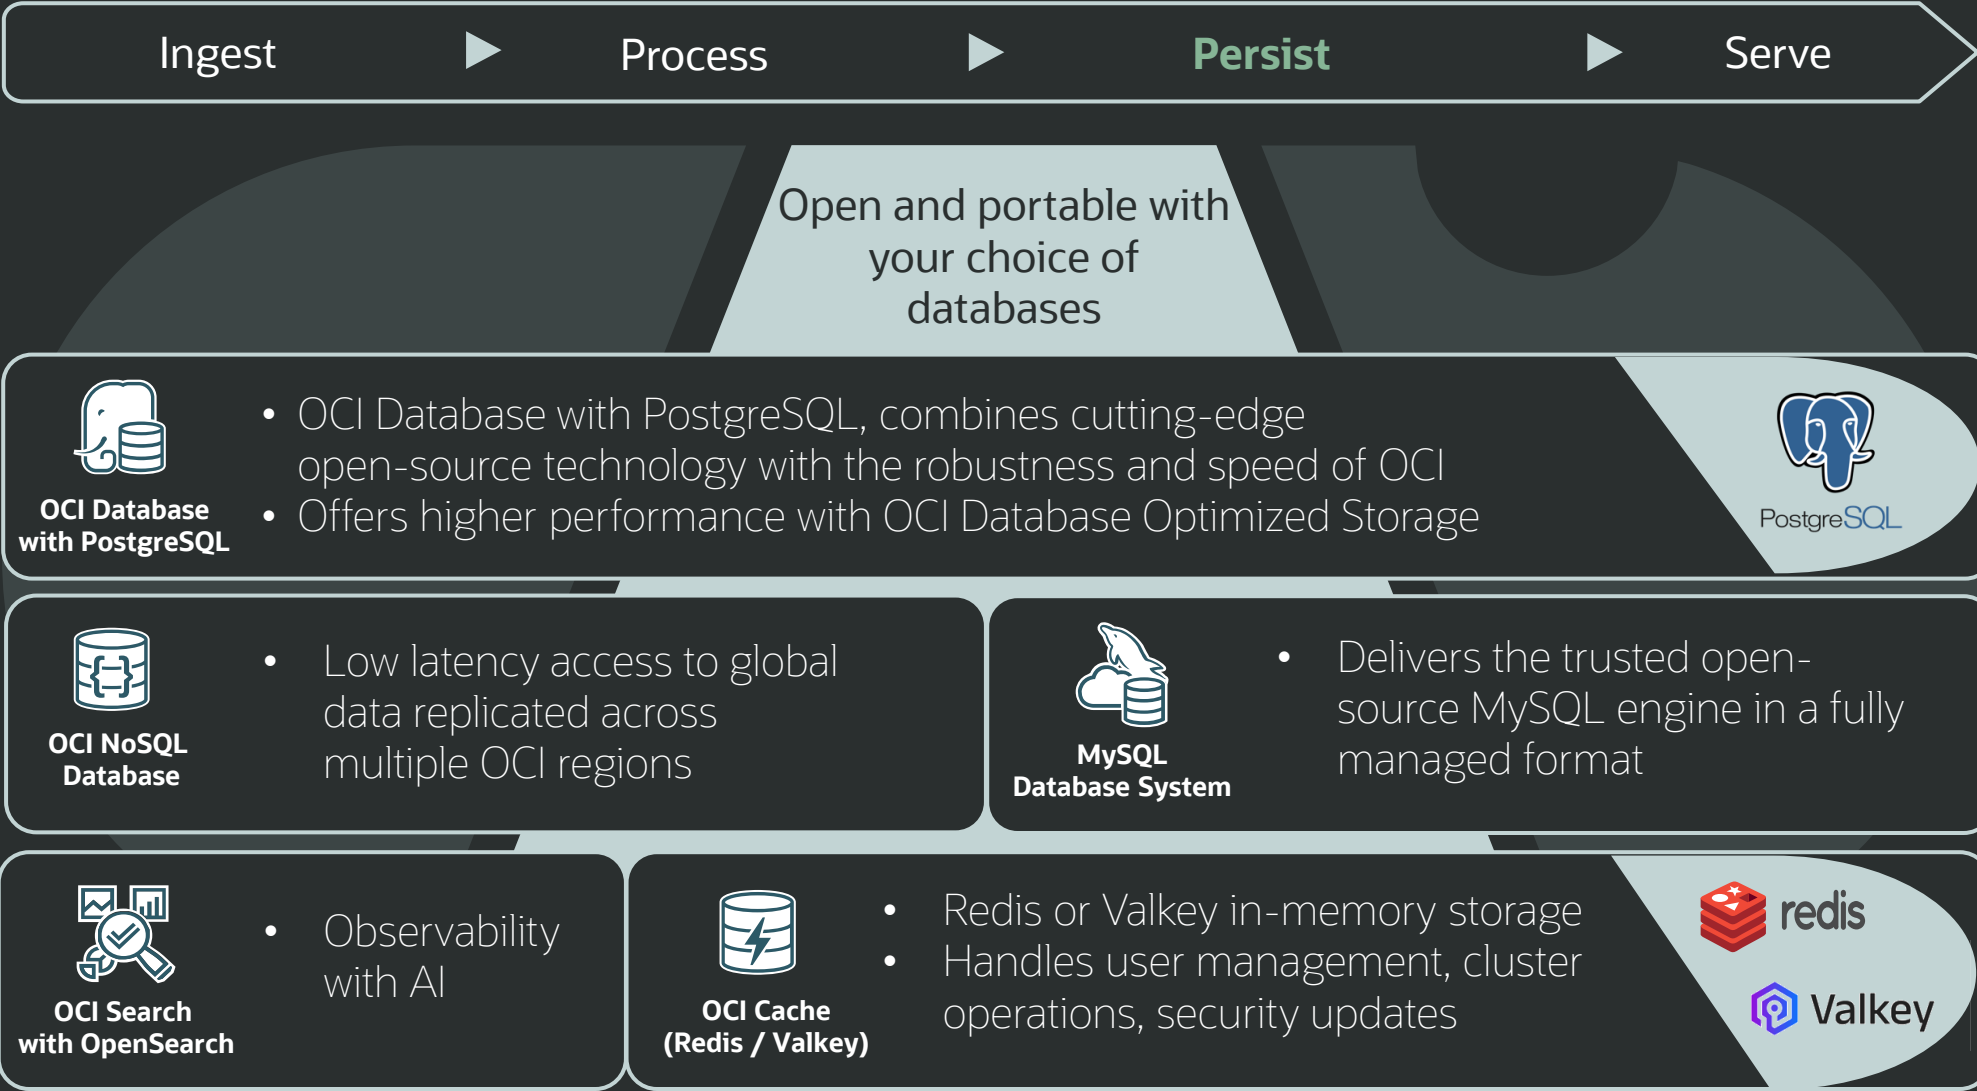 Ingest
Process
Persist
Serve
Open and portable with
your choice of
databases
OCI Database
with PostgreSQL
• OCI Database with PostgreSQL, combines cutting-edge
open-source technology with the robustness and speed of OCI
• Offers higher performance with OCI Database Optimized Storage
PostgreSQL
OCI NoSQL
Database
• Low latency access to global
data replicated across
multiple OCI regions
MySQL
Database System
• Delivers the trusted open-
source MySQL engine in a fully
managed format
OCI Search
with OpenSearch
• Observability
with AI
OCI Cache
(Redis / Valkey)
• Redis or Valkey in-memory storage
• Handles user management, cluster
operations, security updates
redis
Valkey